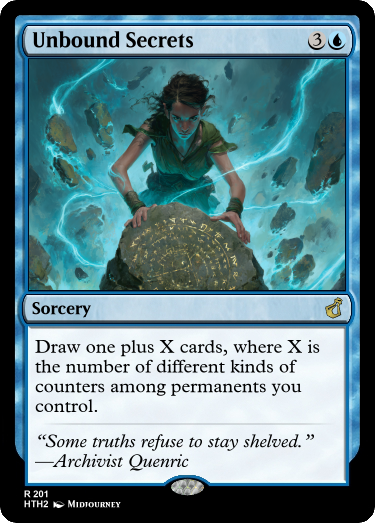 Unbound Secrets 3
Sorcery
Draw one plus X cards, where X is
the number of different kinds of
counters among permanents you
control.
“Some truths refuse to stay shelved.”
—Archivist Quenric
R 201
HTH2 Midjourney